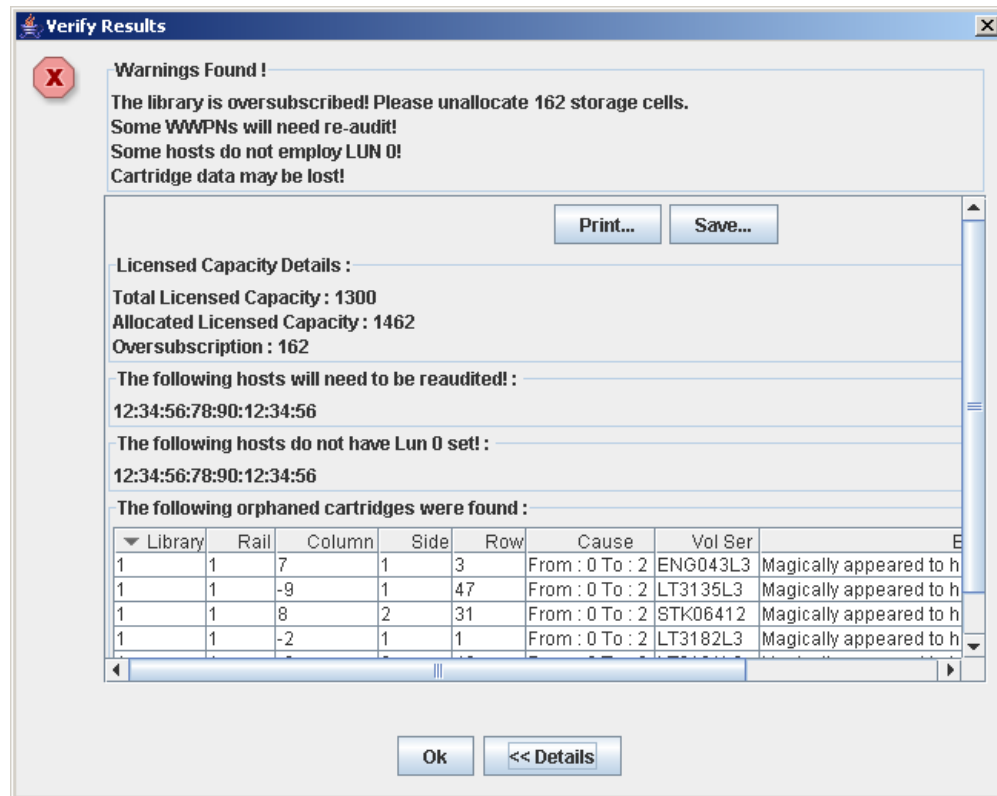 Verify Results
Warnings Found !
The library is oversubscribed! Please unallocate 162 storage cells.
Some WWPNs will need re-audit!
Some hosts do not employ LUN 0!
Cartridge data may be lost!
Print... Save...
Licensed Capacity Details :
Total Licensed Capacity : 1300
Allocated Licensed Capacity : 1462
Oversubscription : 162
The following hosts will need to be reaudited! :
12:34:56:78:90:12:34:56
The following hosts do not have Lun 0 set! :
12:34:56:78:90:12:34:56
The following orphaned cartridges were found :
Library Rail Column Side Row Cause Vol Ser E
1 1 7 1 3 From : 0 To : 2 ENG043L3 Magically appeared to h
1 1 -9 1 47 From : 0 To : 2 LT3135L3 Magically appeared to h
1 1 8 2 31 From : 0 To : 2 STK06412 Magically appeared to h
1 1 -2 1 1 From : 0 To : 2 LT3182L3 Magically appeared to h
Ok << Details